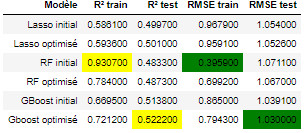 Modèle R² train R² test RMSE train RMSE test
Lasso initial 0.586100 0.499700 0.967900 1.054000
Lasso optimisé 0.593600 0.501000 0.959100 1.052600
RF initial 0.930700 0.483300 0.395900 1.071100
RF optimisé 0.784000 0.487300 0.699200 1.067000
GBoost initial 0.669500 0.513800 0.865000 1.039100
Gboost optimisé 0.721200 0.522200 0.794300 1.030000